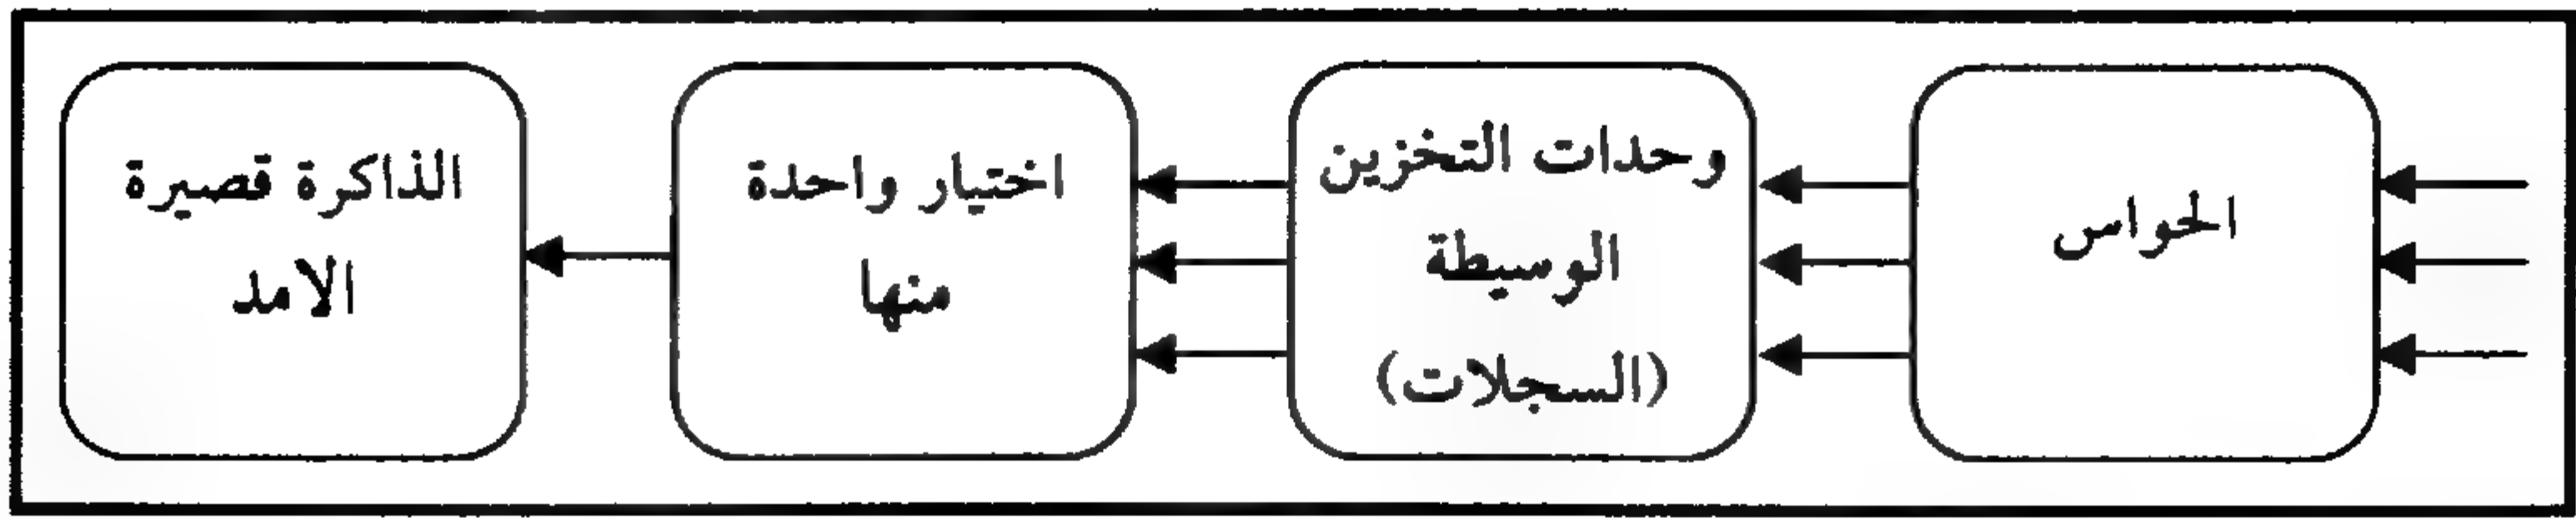 الحواس
وحدات التخزين
الوسيطة
(السجلات)
اختيار واحدة
منها
الذاكرة قصيرة
الامد